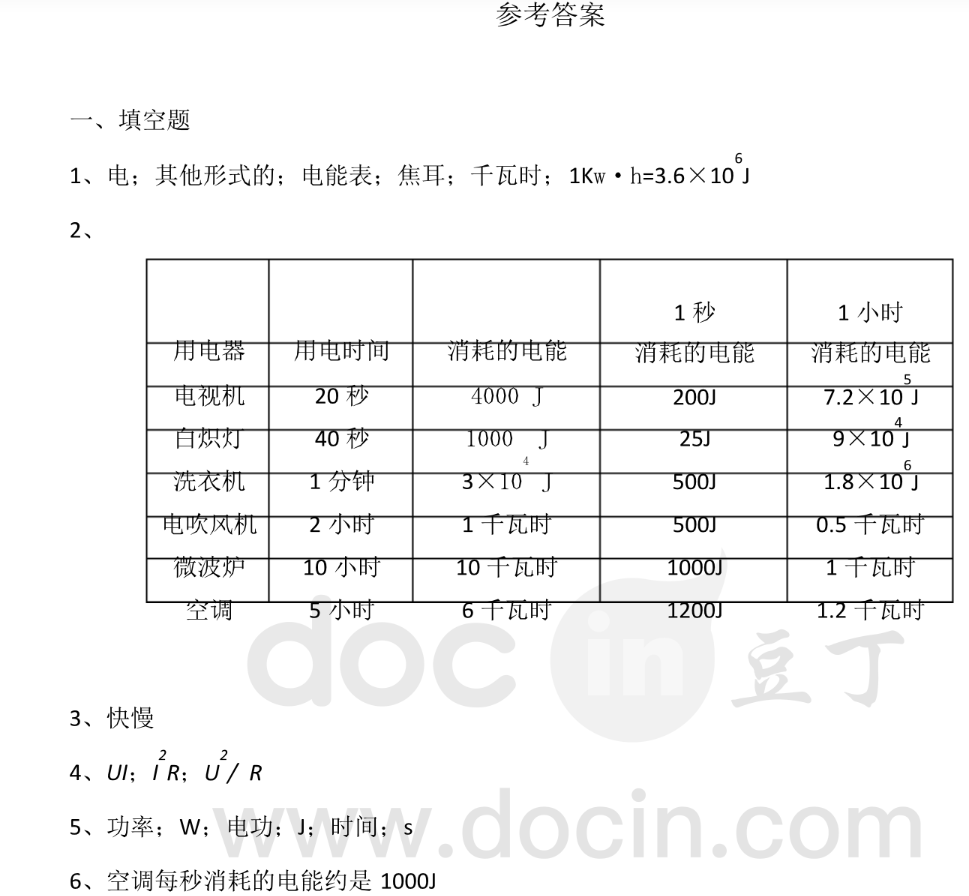 参考答案
一、填空题
1、电；其他形式的；电能表；焦耳；千瓦时；1Kw·h=3.6×10⁶J
2、
用电器 用电时间 消耗的电能 1 秒消耗的电能 1 小时消耗的电能
电视机 20 秒 4000 J 200J 7.2×10⁵J
白炽灯 40 秒 1000 J 25J 9×10⁴J
洗衣机 1 分钟 3×10⁴ J 500J 1.8×10⁶J
电吹风机 2 小时 1 千瓦时 500J 0.5 千瓦时
微波炉 10 小时 10 千瓦时 1000J 1 千瓦时
空调 5 小时 6 千瓦时 1200J 1.2 千瓦时
docin 豆丁
3、快慢
4、UI；I²R；U²/ R
5、功率；W；电功；J；时间；s
www.docin.com
6、空调每秒消耗的电能约是 1000J